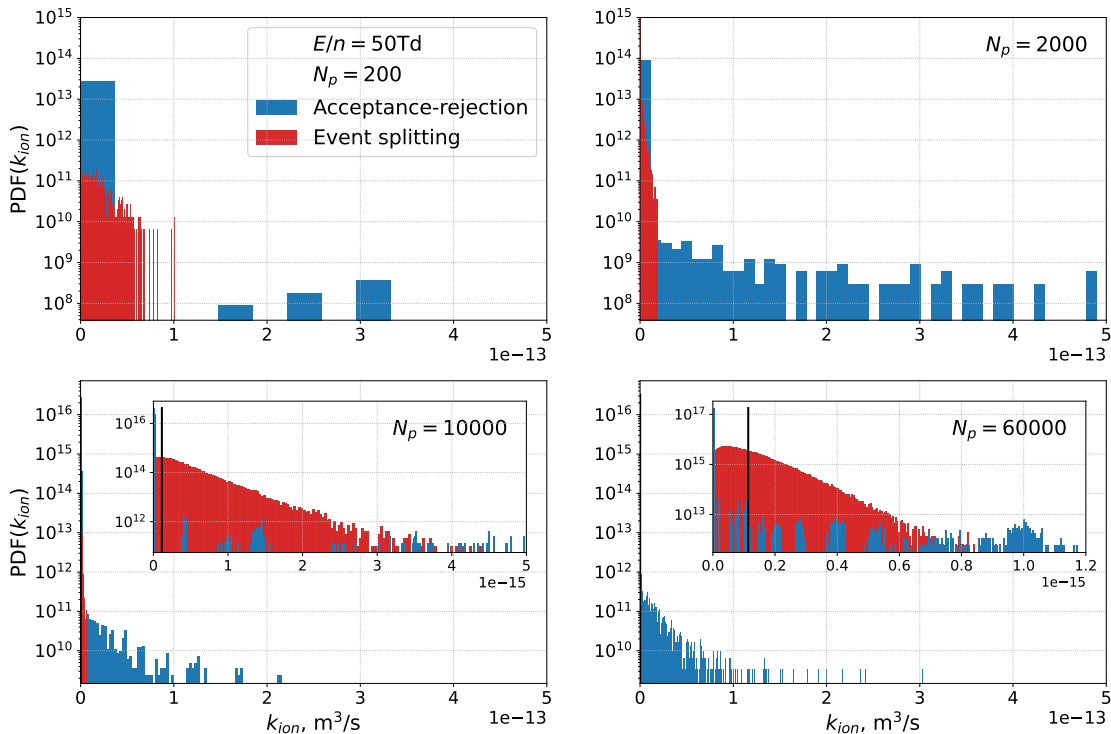 10^15
10^14
10^13
10^12
10^11
10^10
10^9
10^8
PDF(k_ion)
E/n = 50Td
N_p = 200
Acceptance-rejection
Event splitting
0 1 2 3 4 5
1e−13
10^15
10^14
10^13
10^12
10^11
10^10
10^9
10^8
N_p = 2000
0 1 2 3 4 5
1e−13
10^16
10^15
10^14
10^13
10^12
10^11
10^10
PDF(k_ion)
N_p = 10000
10^16
10^14
10^12
0 1 2 3 4 5
1e−15
0 1 2 3 4 5
1e−13
k_ion, m³/s
10^16
10^15
10^14
10^13
10^12
10^11
10^10
N_p = 60000
10^17
10^15
10^13
0.0 0.2 0.4 0.6 0.8 1.0 1.2
1e−15
0 1 2 3 4 5
1e−13
k_ion, m³/s